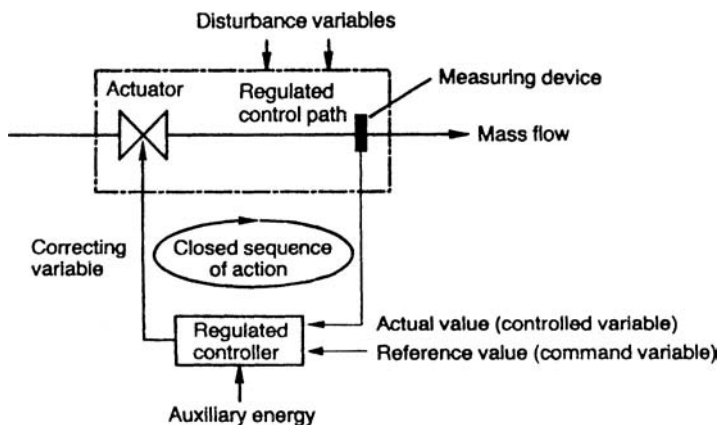 Disturbance variables
Actuator
Regulated
control path
Measuring device
Mass flow
Correcting
variable
Closed sequence
of action
Regulated
controller
Actual value (controlled variable)
Reference value (command variable)
Auxiliary energy